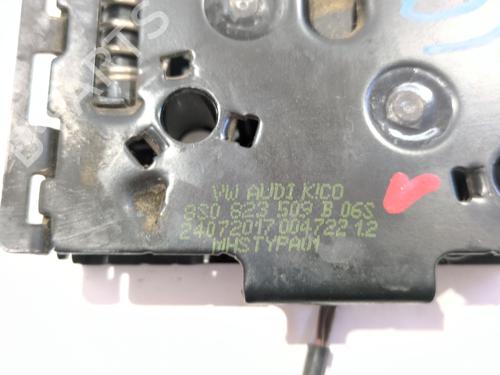 VW AUDI KICO
8S0 823 509 B 06S
24072017 004722 1.2
WHSTYPA01